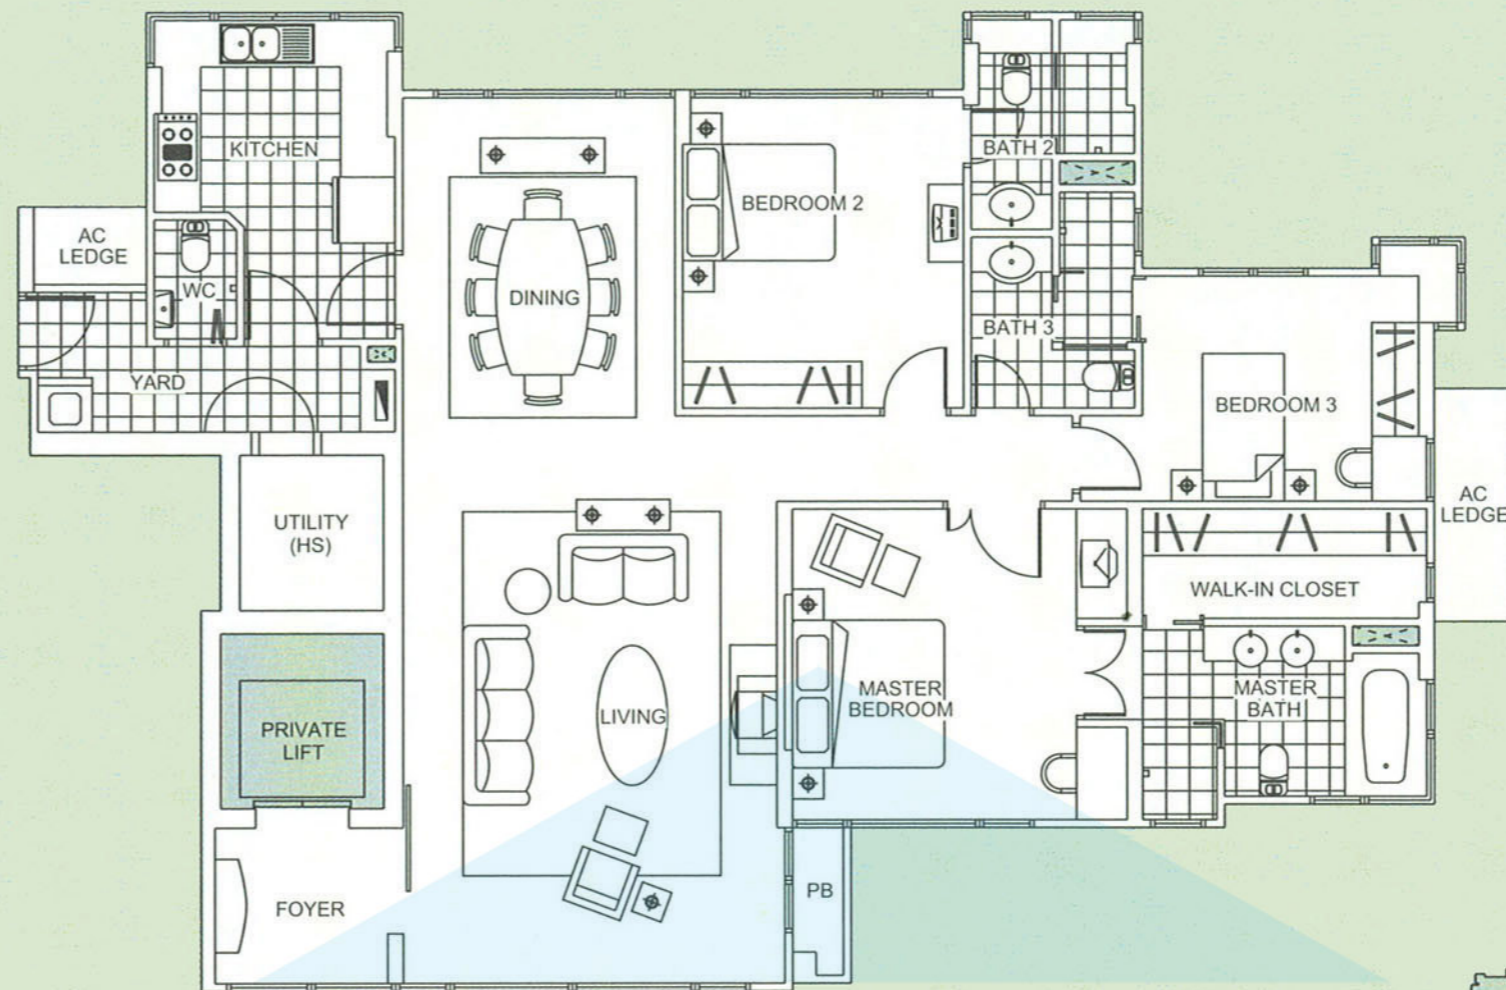 KITCHEN
BATH 2
BEDROOM 2
AC
LEDGE
WC
DINING
BATH 3
YARD
BEDROOM 3
UTILITY
(HS)
AC
LEDGE
WALK-IN CLOSET
PRIVATE
LIFT
LIVING
MASTER
BEDROOM
MASTER
BATH
PB
FOYER